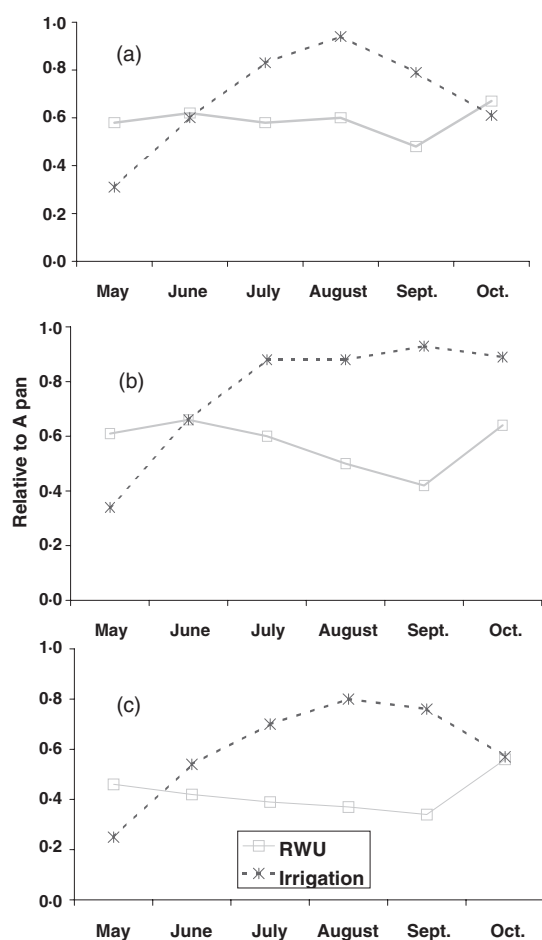 1·0
(a)
0·8
0·6
0·4
0·2
0·0
May June July August Sept. Oct.
Relative to A pan
1·0
(b)
0·8
0·6
0·4
0·2
0·0
May June July August Sept. Oct.
1·0
(c)
0·8
0·6
0·4
0·2
0·0
RWU
Irrigation
May June July August Sept. Oct.